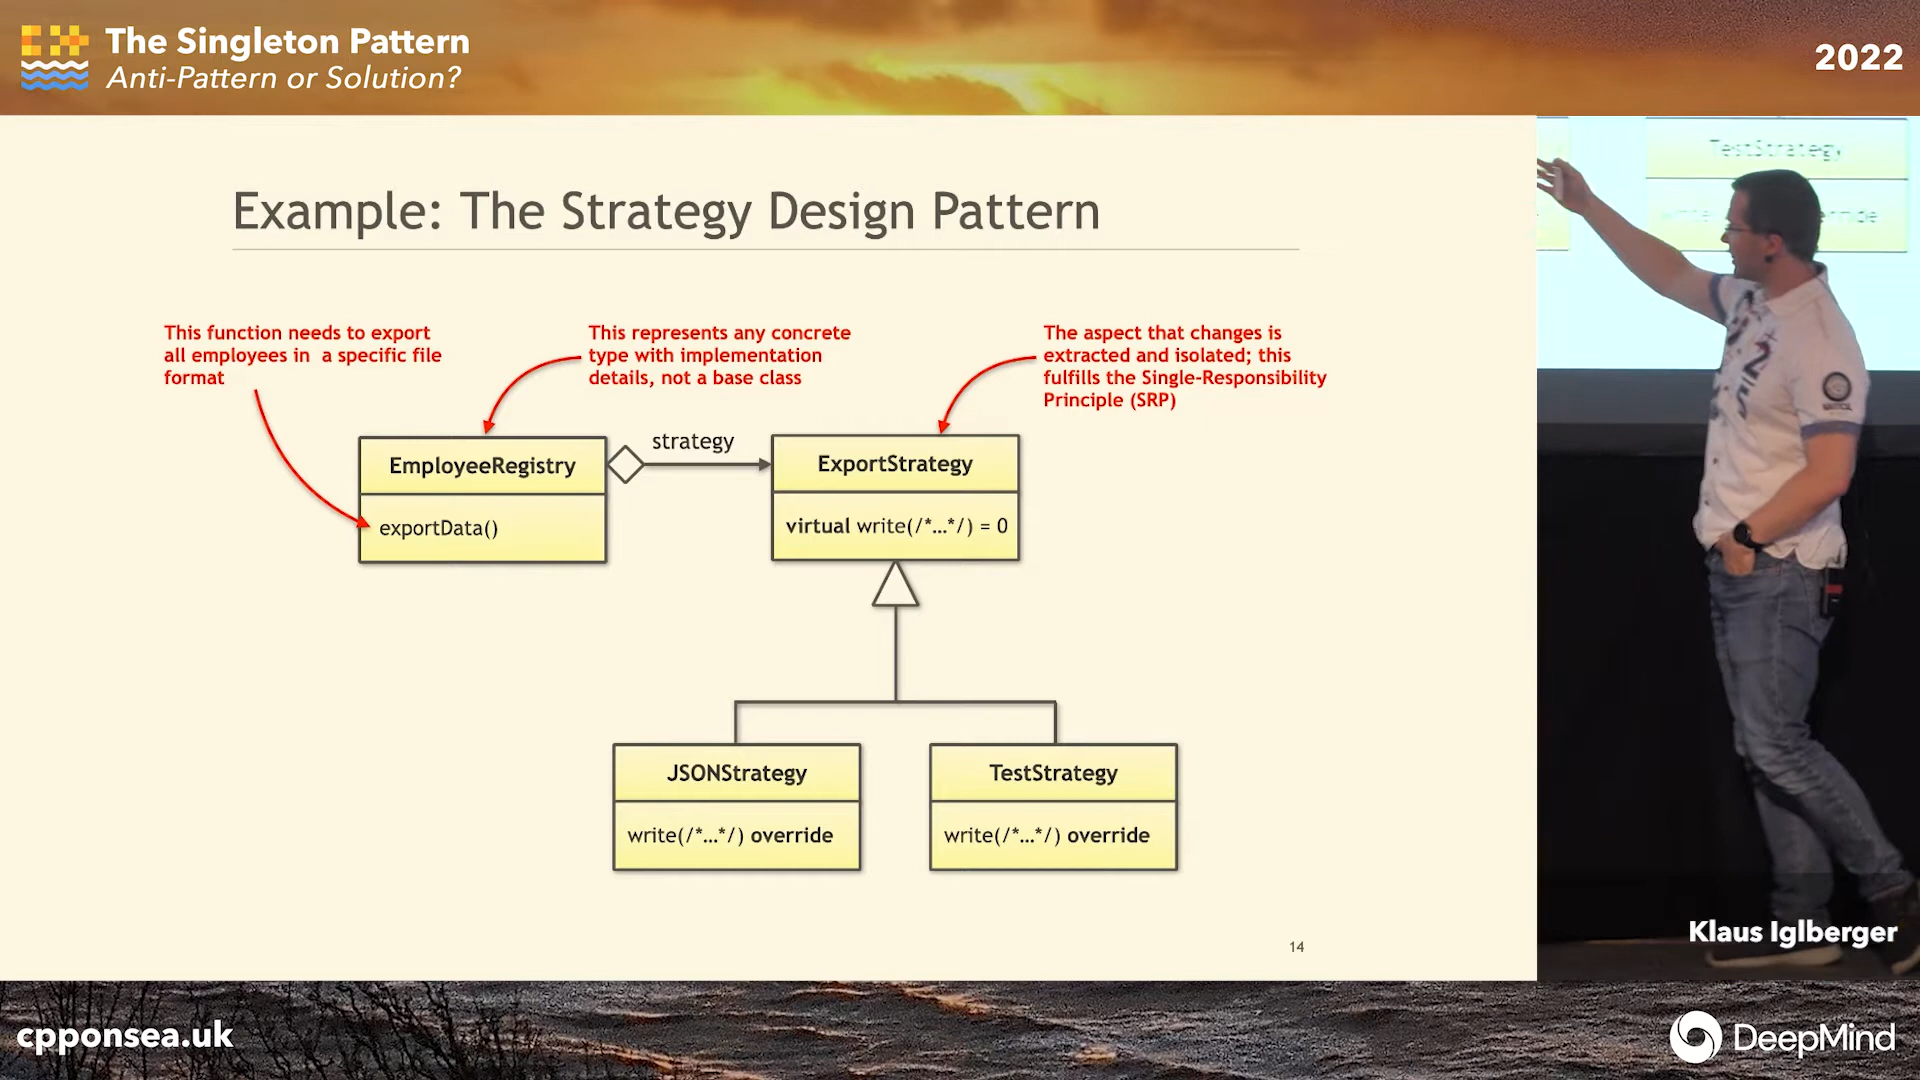 The Singleton Pattern
Anti-Pattern or Solution?
2022
Example: The Strategy Design Pattern
This function needs to export
all employees in a specific file
format
This represents any concrete
type with implementation
details, not a base class
The aspect that changes is
extracted and isolated; this
fulfills the Single-Responsibility
Principle (SRP)
EmployeeRegistry
exportData()
strategy
ExportStrategy
virtual write(/*...*/) = 0
JSONStrategy
write(/*...*/) override
TestStrategy
write(/*...*/) override
14
TestStrategy
Klaus Iglberger
cpponsea.uk
DeepMind